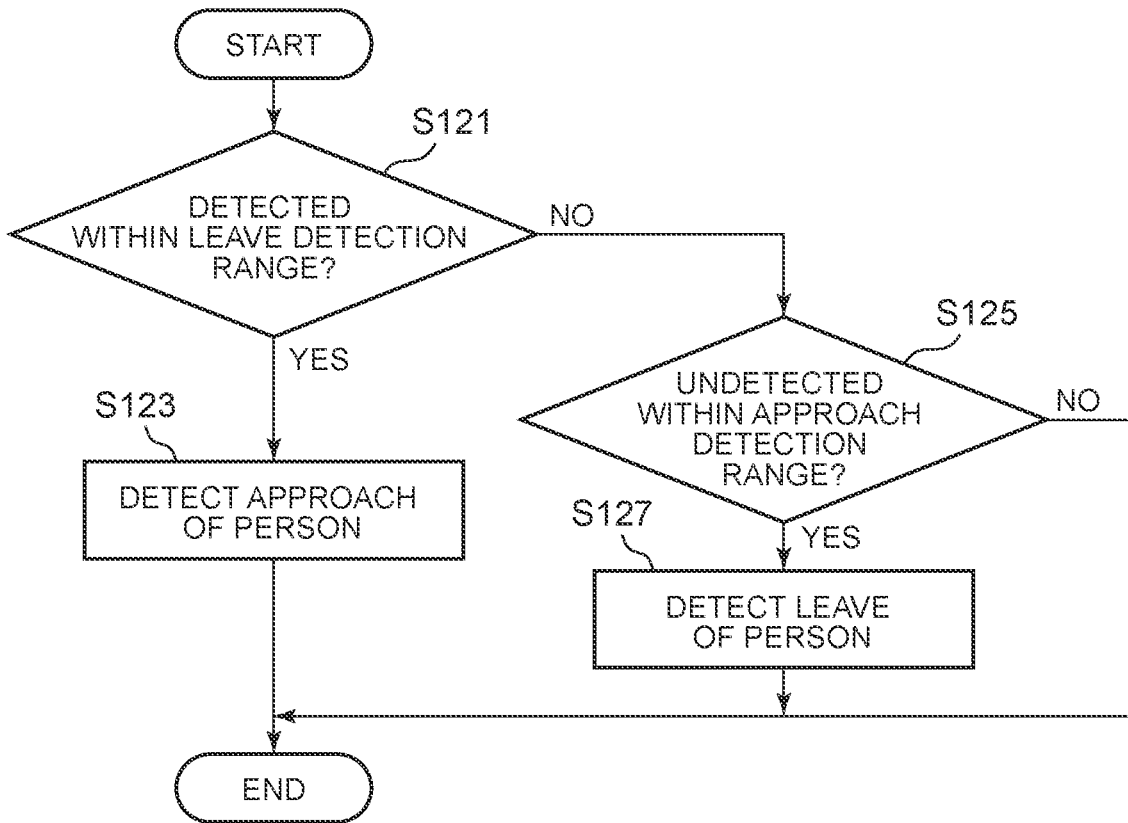 START
S121
DETECTED
WITHIN LEAVE DETECTION
RANGE?
NO
YES
S125
UNDETECTED
WITHIN APPROACH
DETECTION
RANGE?
NO
YES
S123
DETECT APPROACH
OF PERSON
S127
DETECT LEAVE
OF PERSON
END